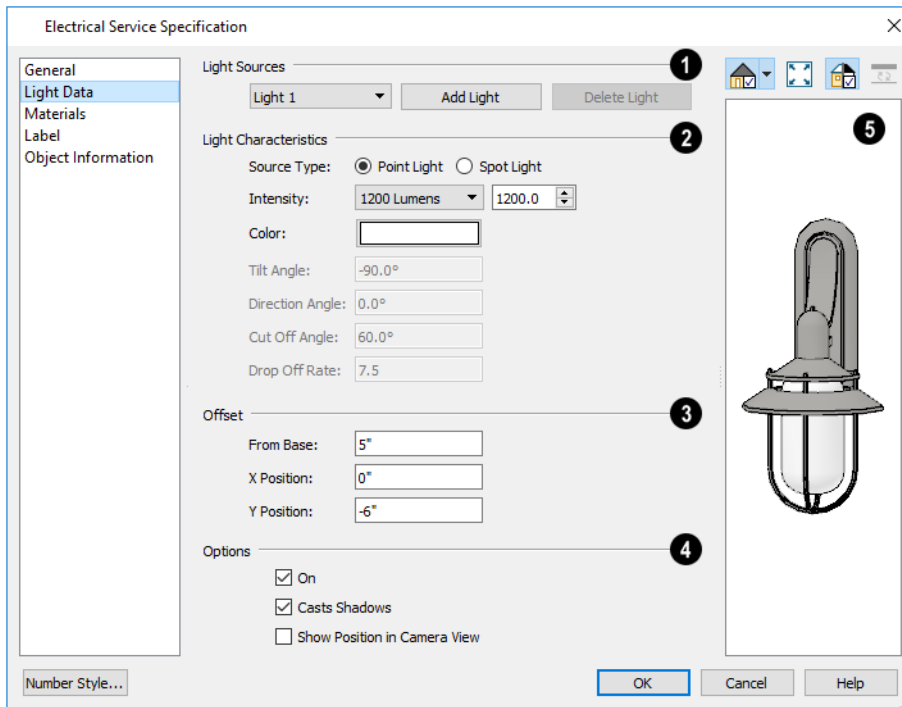 Electrical Service Specification
General
Light Data
Materials
Label
Object Information
Light Sources
1
Light 1
Add Light
Delete Light
Light Characteristics
2
Source Type: Point Light Spot Light
Intensity: 1200 Lumens 1200.0
Color:
Tilt Angle: -90.0°
Direction Angle: 0.0°
Cut Off Angle: 60.0°
Drop Off Rate: 7.5
Offset
3
From Base: 5"
X Position: 0"
Y Position: -6"
Options
4
On
Casts Shadows
Show Position in Camera View
5
Number Style...
OK
Cancel
Help